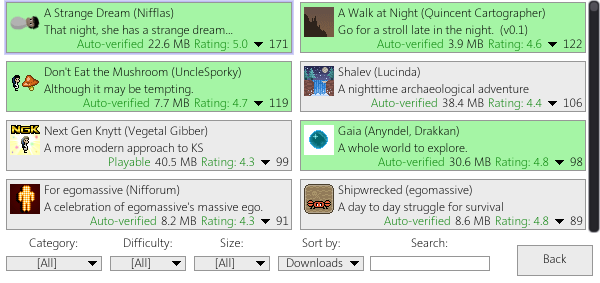 A Strange Dream (Nifflas)
That night, she has a strange dream...
Auto-verified 22.6 MB Rating: 5.0 171
A Walk at Night (Quincent Cartographer)
Go for a stroll late in the night. (v0.1)
Auto-verified 3.9 MB Rating: 4.6 122
Don't Eat the Mushroom (UncleSporky)
Although it may be tempting.
Auto-verified 7.7 MB Rating: 4.7 119
Shalev (Lucinda)
A nighttime archaeological adventure
Auto-verified 38.4 MB Rating: 4.4 106
NGK
Next Gen Knytt (Vegetal Gibber)
A more modern approach to KS
Playable 40.5 MB Rating: 4.3 99
Gaia (Anyndel, Drakkan)
A whole world to explore.
Auto-verified 30.6 MB Rating: 4.8 98
For egomassive (Nifforum)
A celebration of egomassive's massive ego.
Auto-verified 8.2 MB Rating: 4.3 91
Shipwrecked (egomassive)
A day to day struggle for survival
Auto-verified 8.6 MB Rating: 4.8 89
Category: Difficulty: Size: Sort by: Search:
[All] [All] [All] Downloads
Back